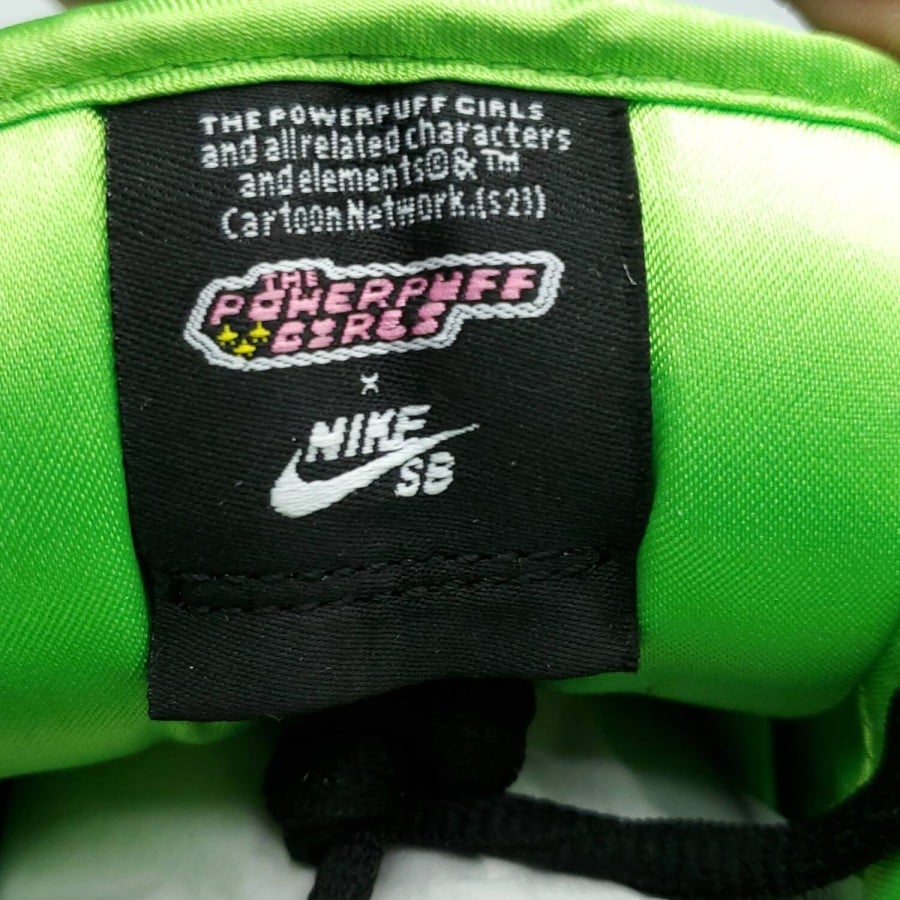 THE POWERPUFF GIRLS
and all related characters
and elements © & ™
Cartoon Network. (s23)
THE
POWERPUFF
GIRLS
x
NIKE
SB